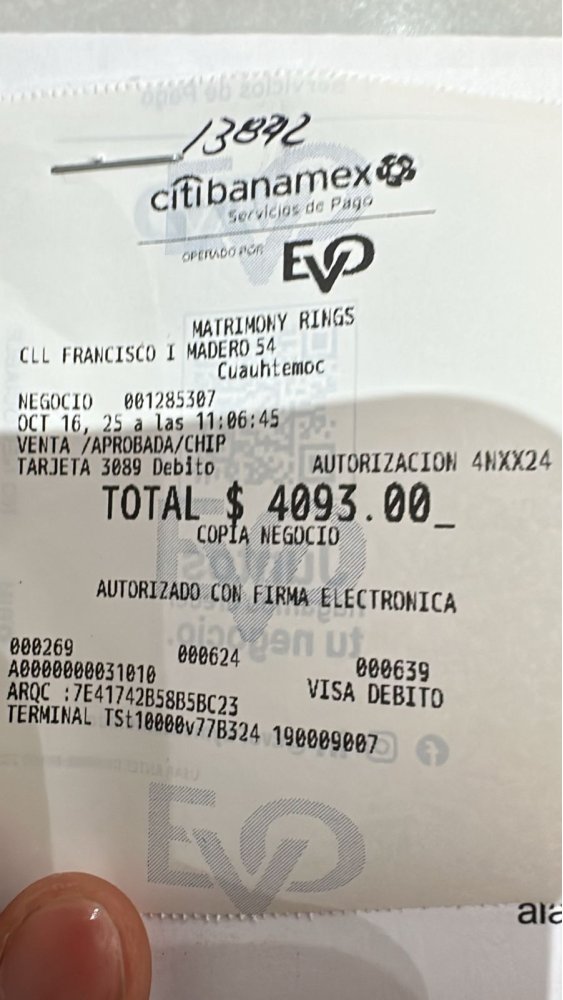 13892
citibanamex
Servicios de Pago
OPERADO POR: EVO
MATRIMONY RINGS
CLL FRANCISCO I MADERO 54
Cuauhtemoc
NEGOCIO 001285307
OCT 16, 25 a las 11:06:45
VENTA /APROBADA/CHIP
TARJETA 3089 Debito AUTORIZACION 4NXX24
TOTAL $ 4093.00_
COPIA NEGOCIO
AUTORIZADO CON FIRMA ELECTRONICA
000269 000624 000639
A0000000031010 VISA DEBITO
ARQC :7E41742B58B5BC23
TERMINAL TSt10000v77B324 190009007
EVO